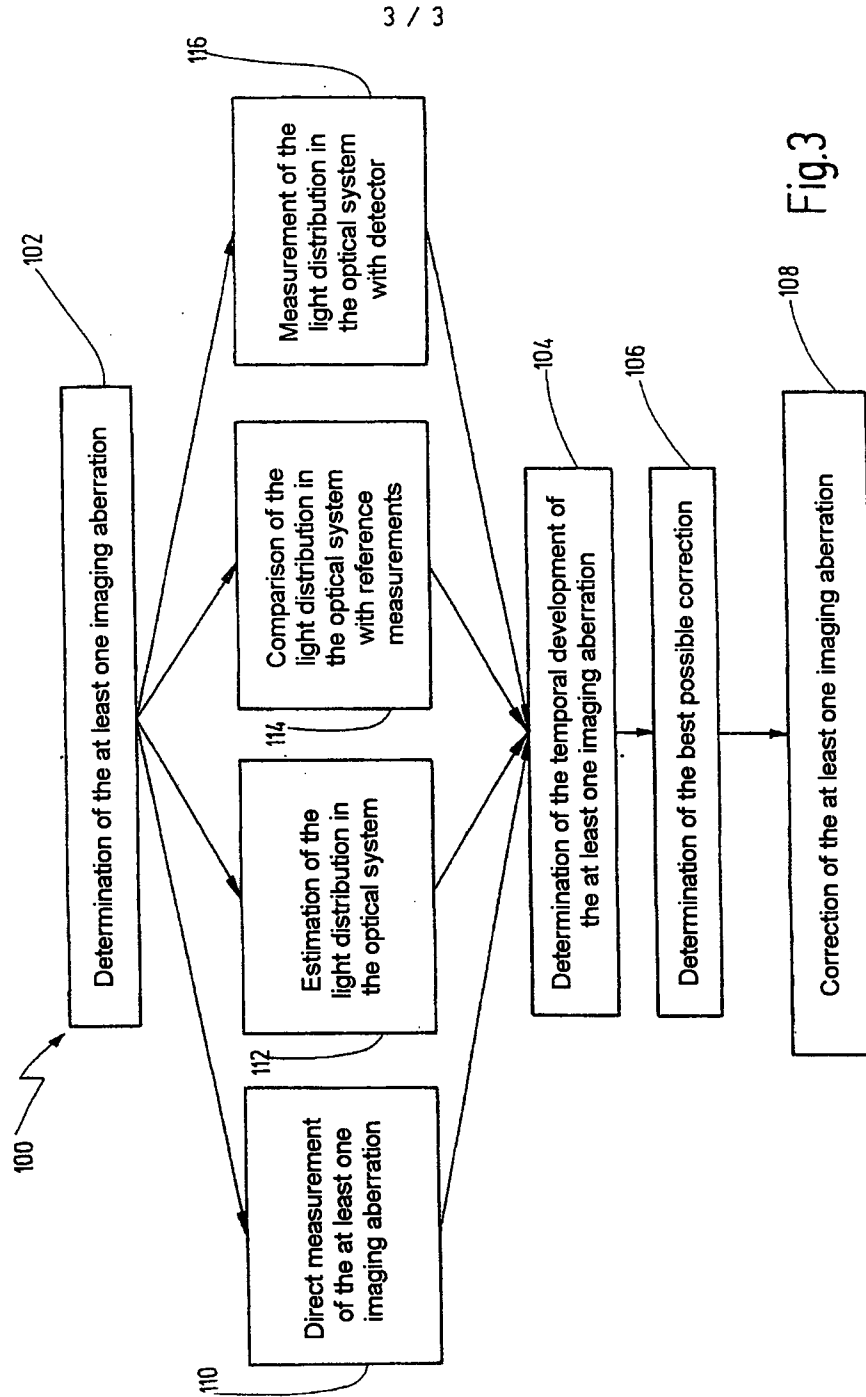 3 / 3
100
102
Determination of the at least one imaging aberration
110
Direct measurement
of the at least one
imaging aberration
112
Estimation of the
light distribution in
the optical system
114
Comparison of the
light distribution in
the optical system
with reference
measurements
116
Measurement of the
light distribution in
the optical system
with detector
104
Determination of the temporal development of
the at least one imaging aberration
106
Determination of the best possible correction
108
Correction of the at least one imaging aberration
Fig.3